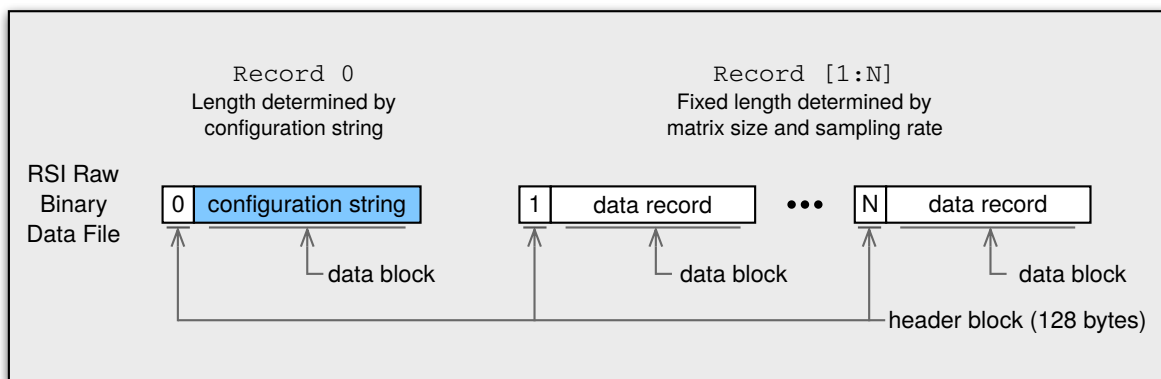 Record 0
Length determined by
configuration string
Record [1:N]
Fixed length determined by
matrix size and sampling rate
RSI Raw
Binary
Data File
0 configuration string
1 data record ••• N data record
data block
data block
data block
header block (128 bytes)